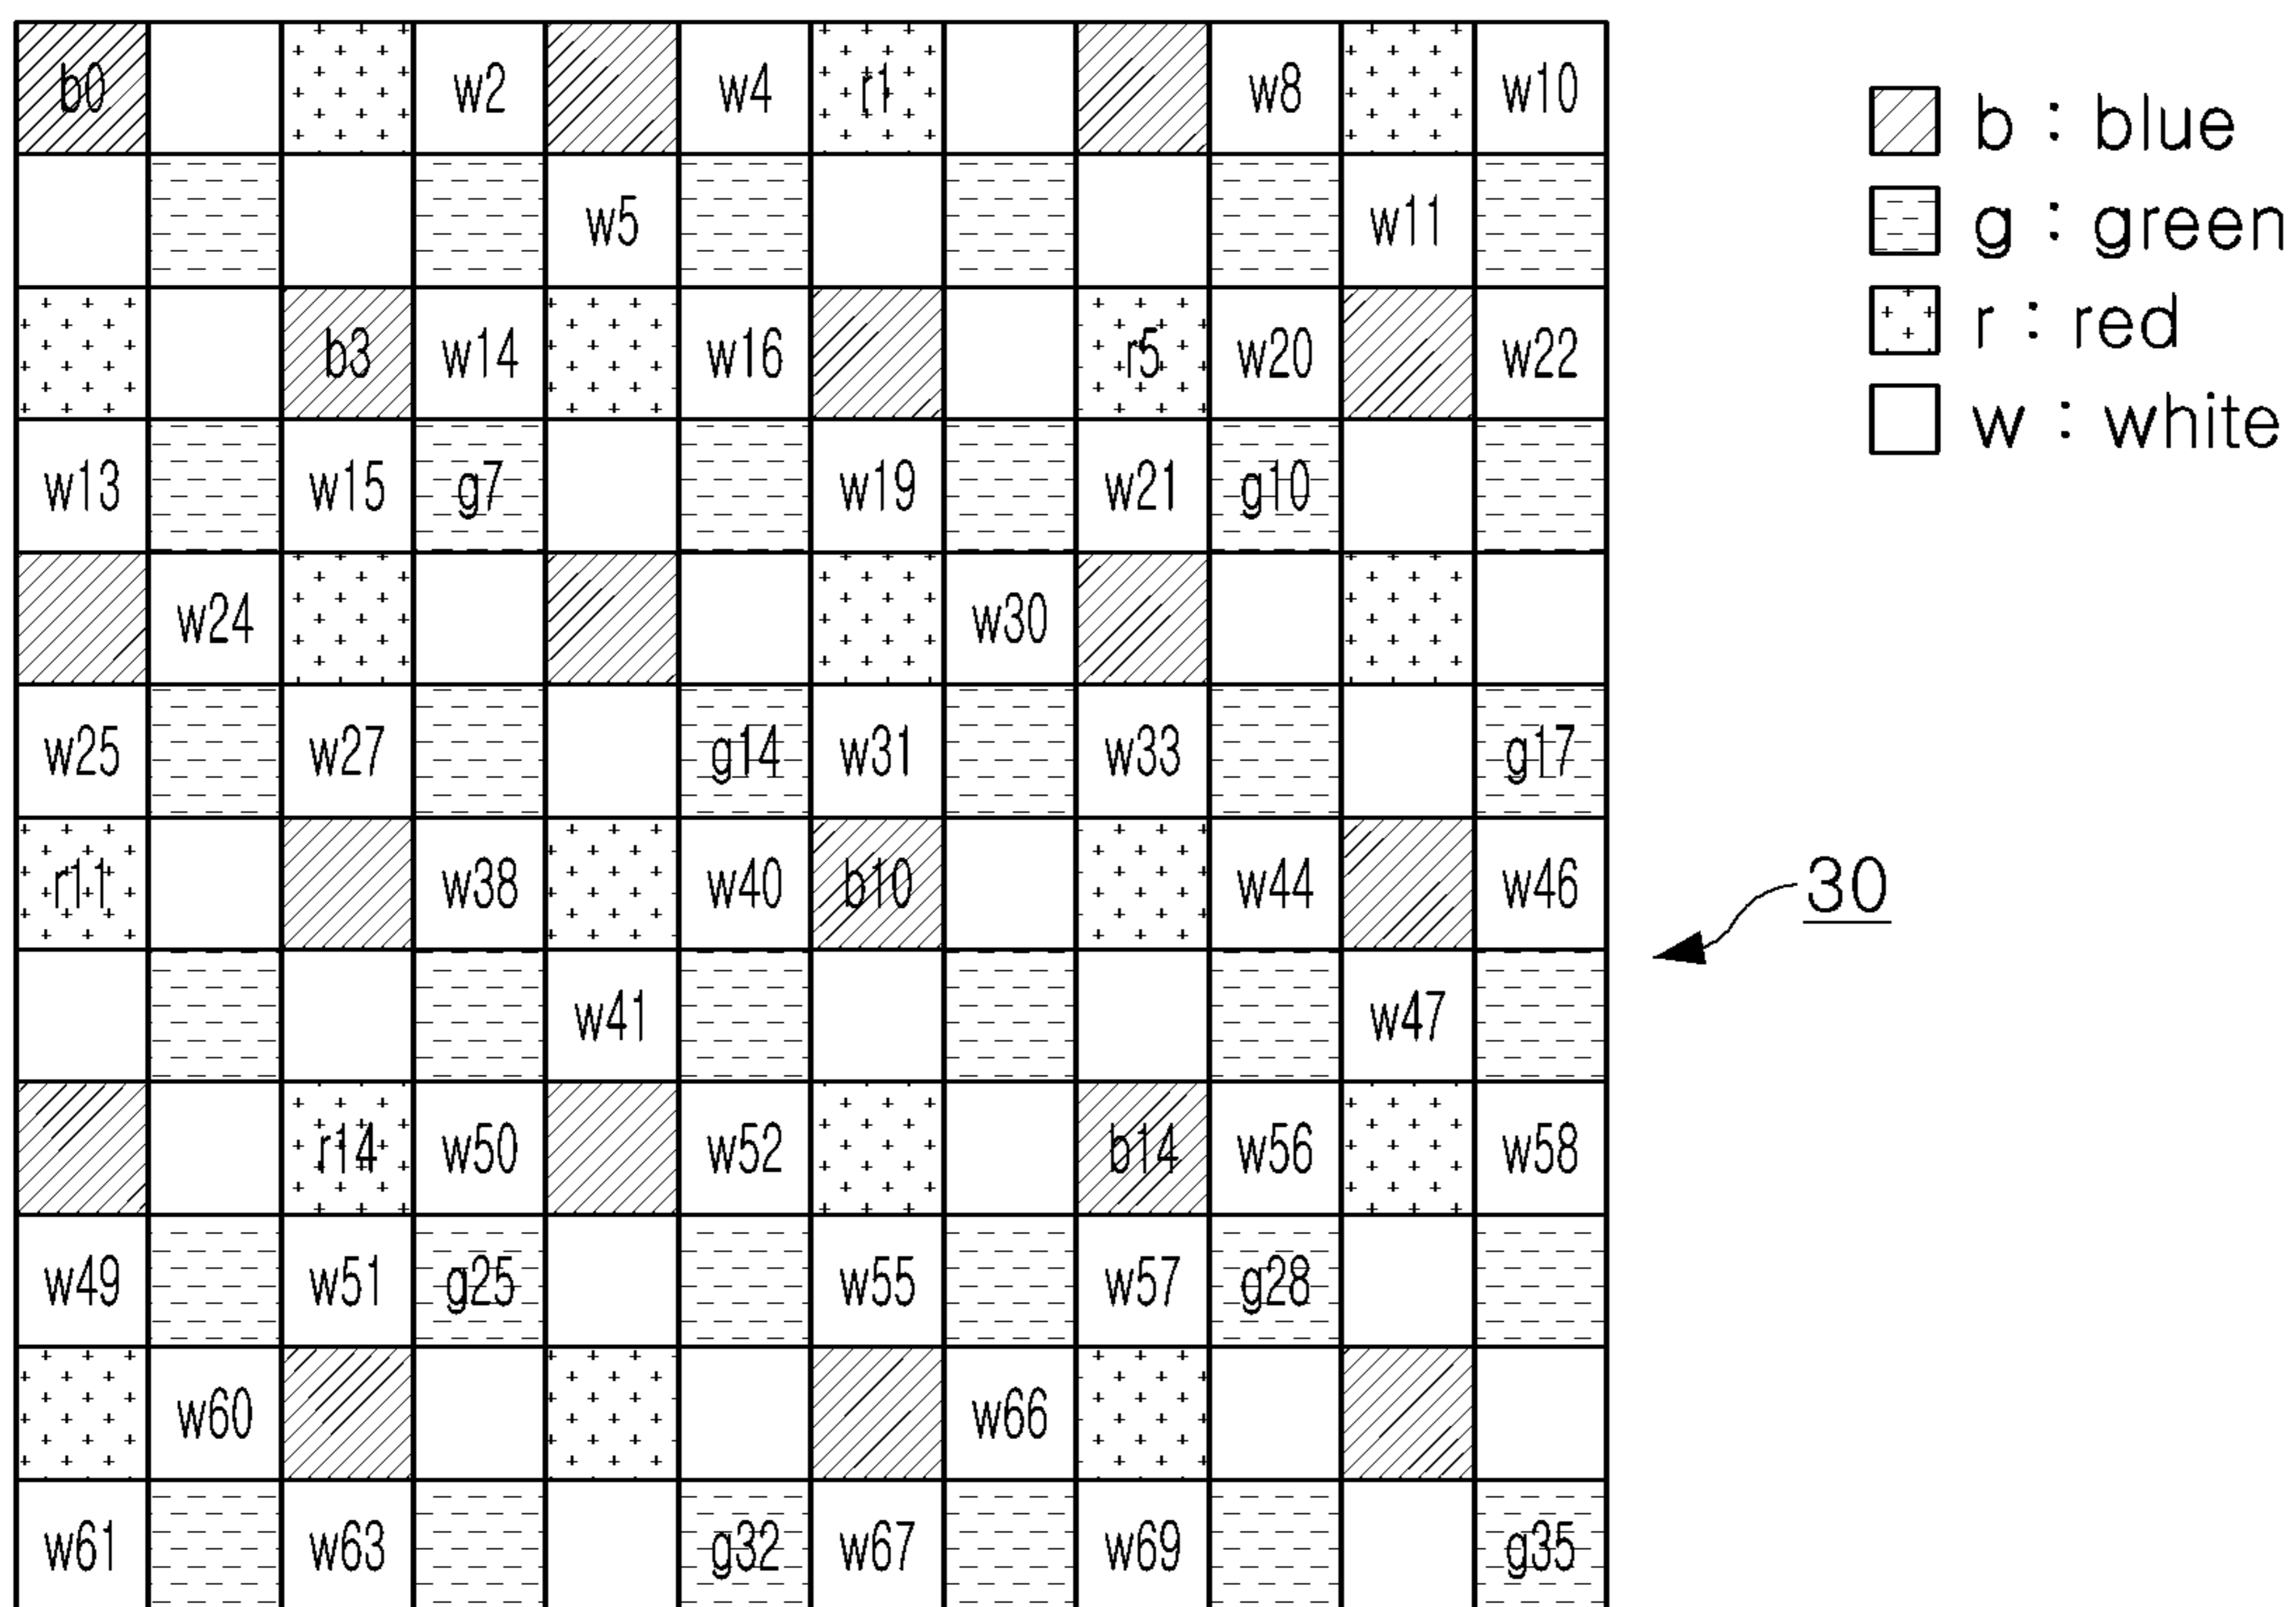 b0 w2 w4 r1 w8 w10
w5 w11
b3 w14 w16 r5 w20 w22
w13 w15 g7 w19 w21 g10
w24 w30
w25 w27 g14 w31 w33 g17
r11 w38 w40 b10 w44 w46
w41 w47
r14 w50 w52 b14 w56 w58
w49 w51 g25 w55 w57 g28
w60 w66
w61 w63 g32 w67 w69 g35
b : blue
g : green
r : red
w : white
30